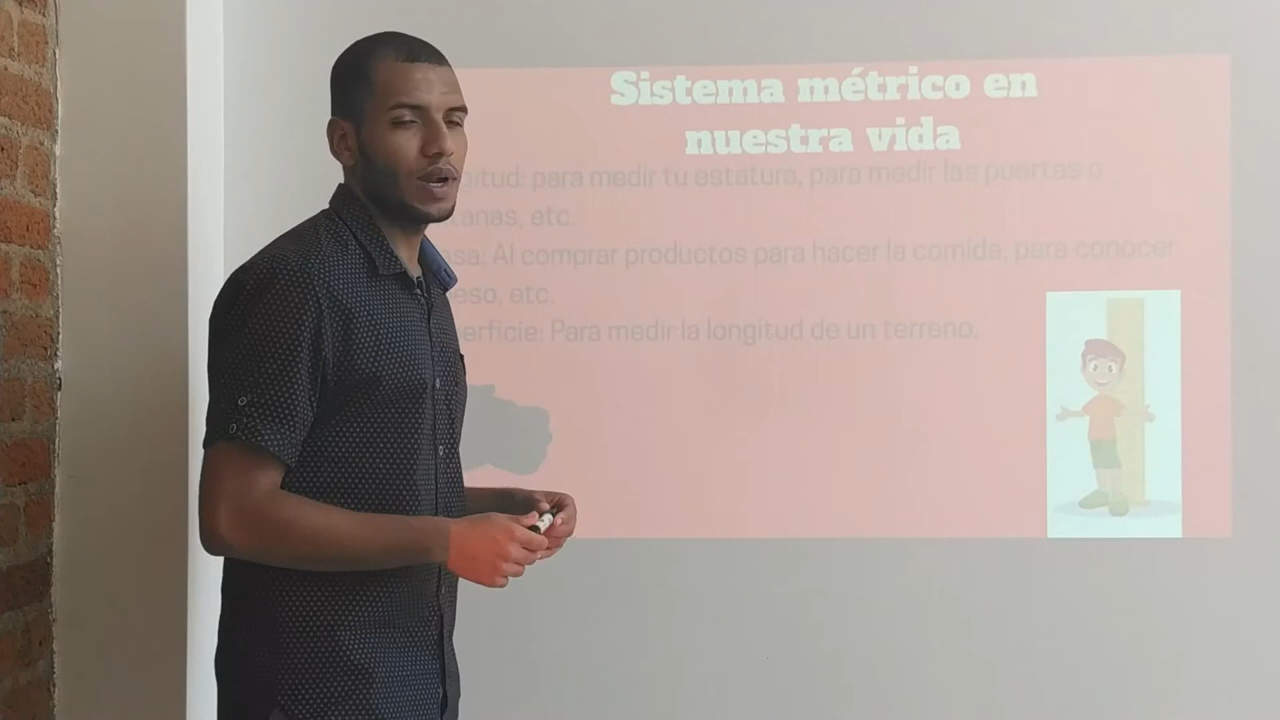 Sistema métrico en
nuestra vida
gitud: para medir tu estatura, para medir las puertas o
tanas, etc.
asa. Al comprar productos para hacer la comida, para conocer
eso, etc.
erficie: Para medir la longitud de un terreno.